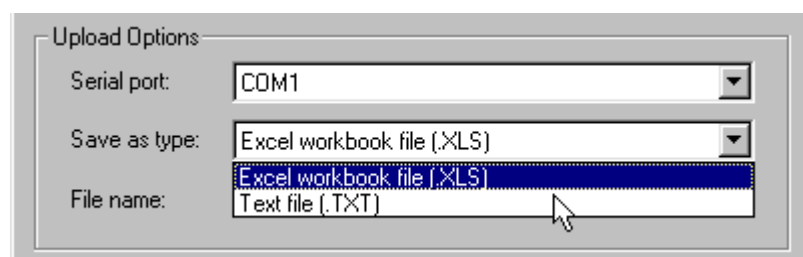 Upload Options
Serial port: COM1
Save as type: Excel workbook file (.XLS)
Excel workbook file (.XLS)
File name: Text file (.TXT)